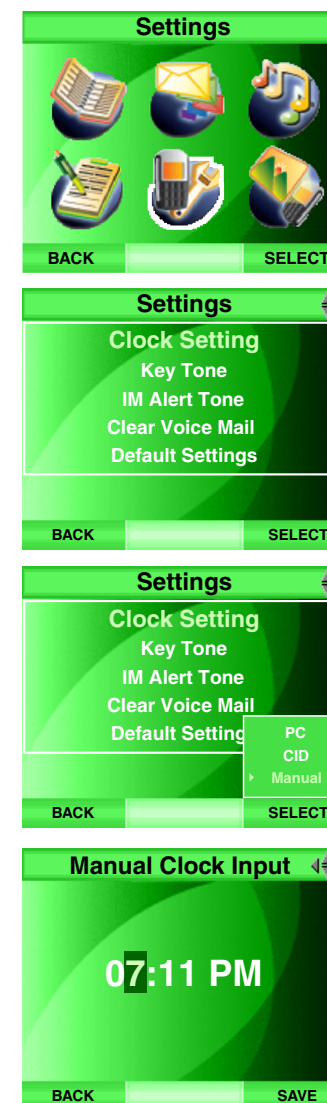 Settings
BACK SELECT
Settings
Clock Setting
Key Tone
IM Alert Tone
Clear Voice Mail
Default Settings
BACK SELECT
Settings
Clock Setting
Key Tone
IM Alert Tone
Clear Voice Mail
Default Setting
PC
CID
Manual
BACK SELECT
Manual Clock Input
07:11 PM
BACK SAVE